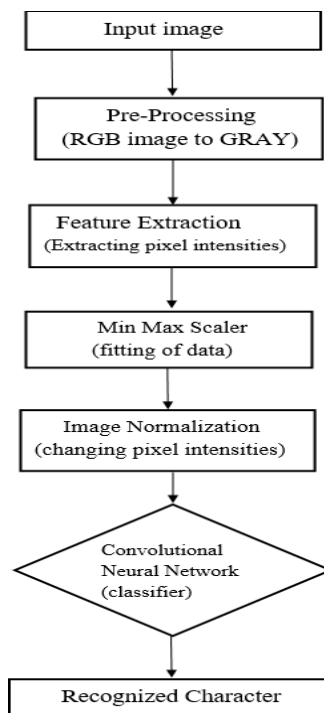 Input image
Pre-Processing
(RGB image to GRAY)
Feature Extraction
(Extracting pixel intensities)
Min Max Scaler
(fitting of data)
Image Normalization
(changing pixel intensities)
Convolutional
Neural Network
(classifier)
Recognized Character